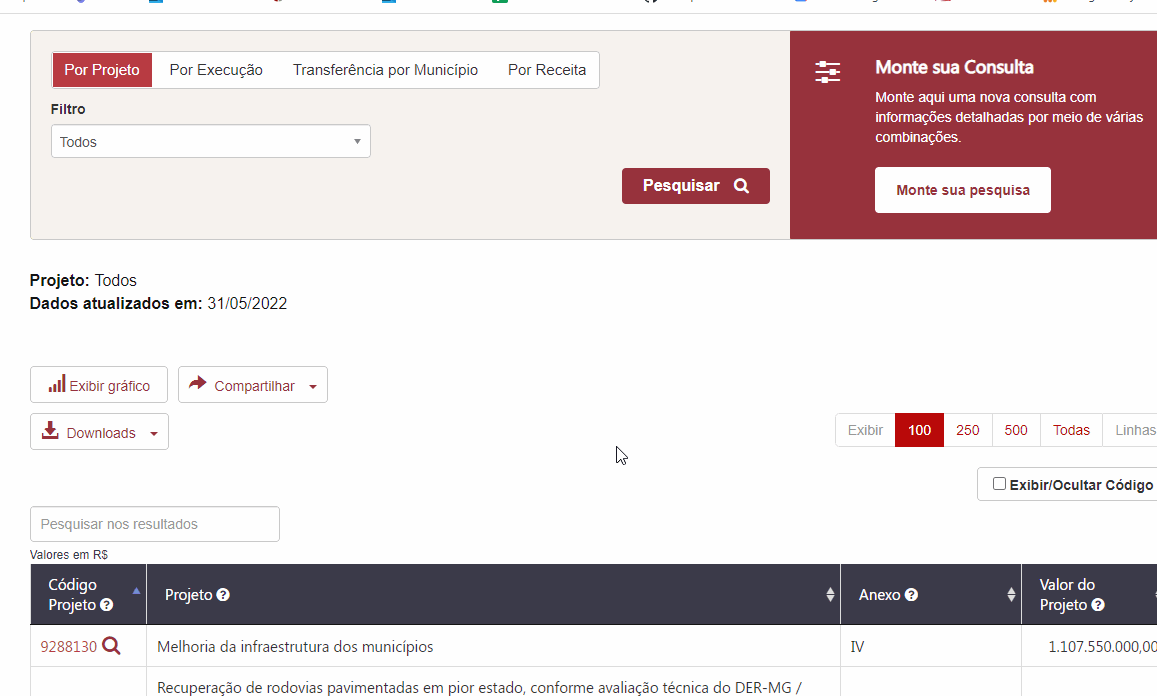 Por Projeto Por Execução Transferência por Município Por Receita
Filtro
Todos
Pesquisar
Monte sua Consulta
Monte aqui uma nova consulta com
informações detalhadas por meio de várias
combinações.
Monte sua pesquisa
Projeto: Todos
Dados atualizados em: 31/05/2022
Exibir gráfico Compartilhar
Downloads
Exibir 100 250 500 Todas Linhas
Exibir/Ocultar Código
Pesquisar nos resultados
Valores em R$
Código
Projeto ?
Projeto ?
Anexo ?
Valor do
Projeto ?
9288130 Melhoria da infraestrutura dos municípios IV 1.107.550.000,00
Recuperação de rodovias pavimentadas em pior estado, conforme avaliação técnica do DER-MG /